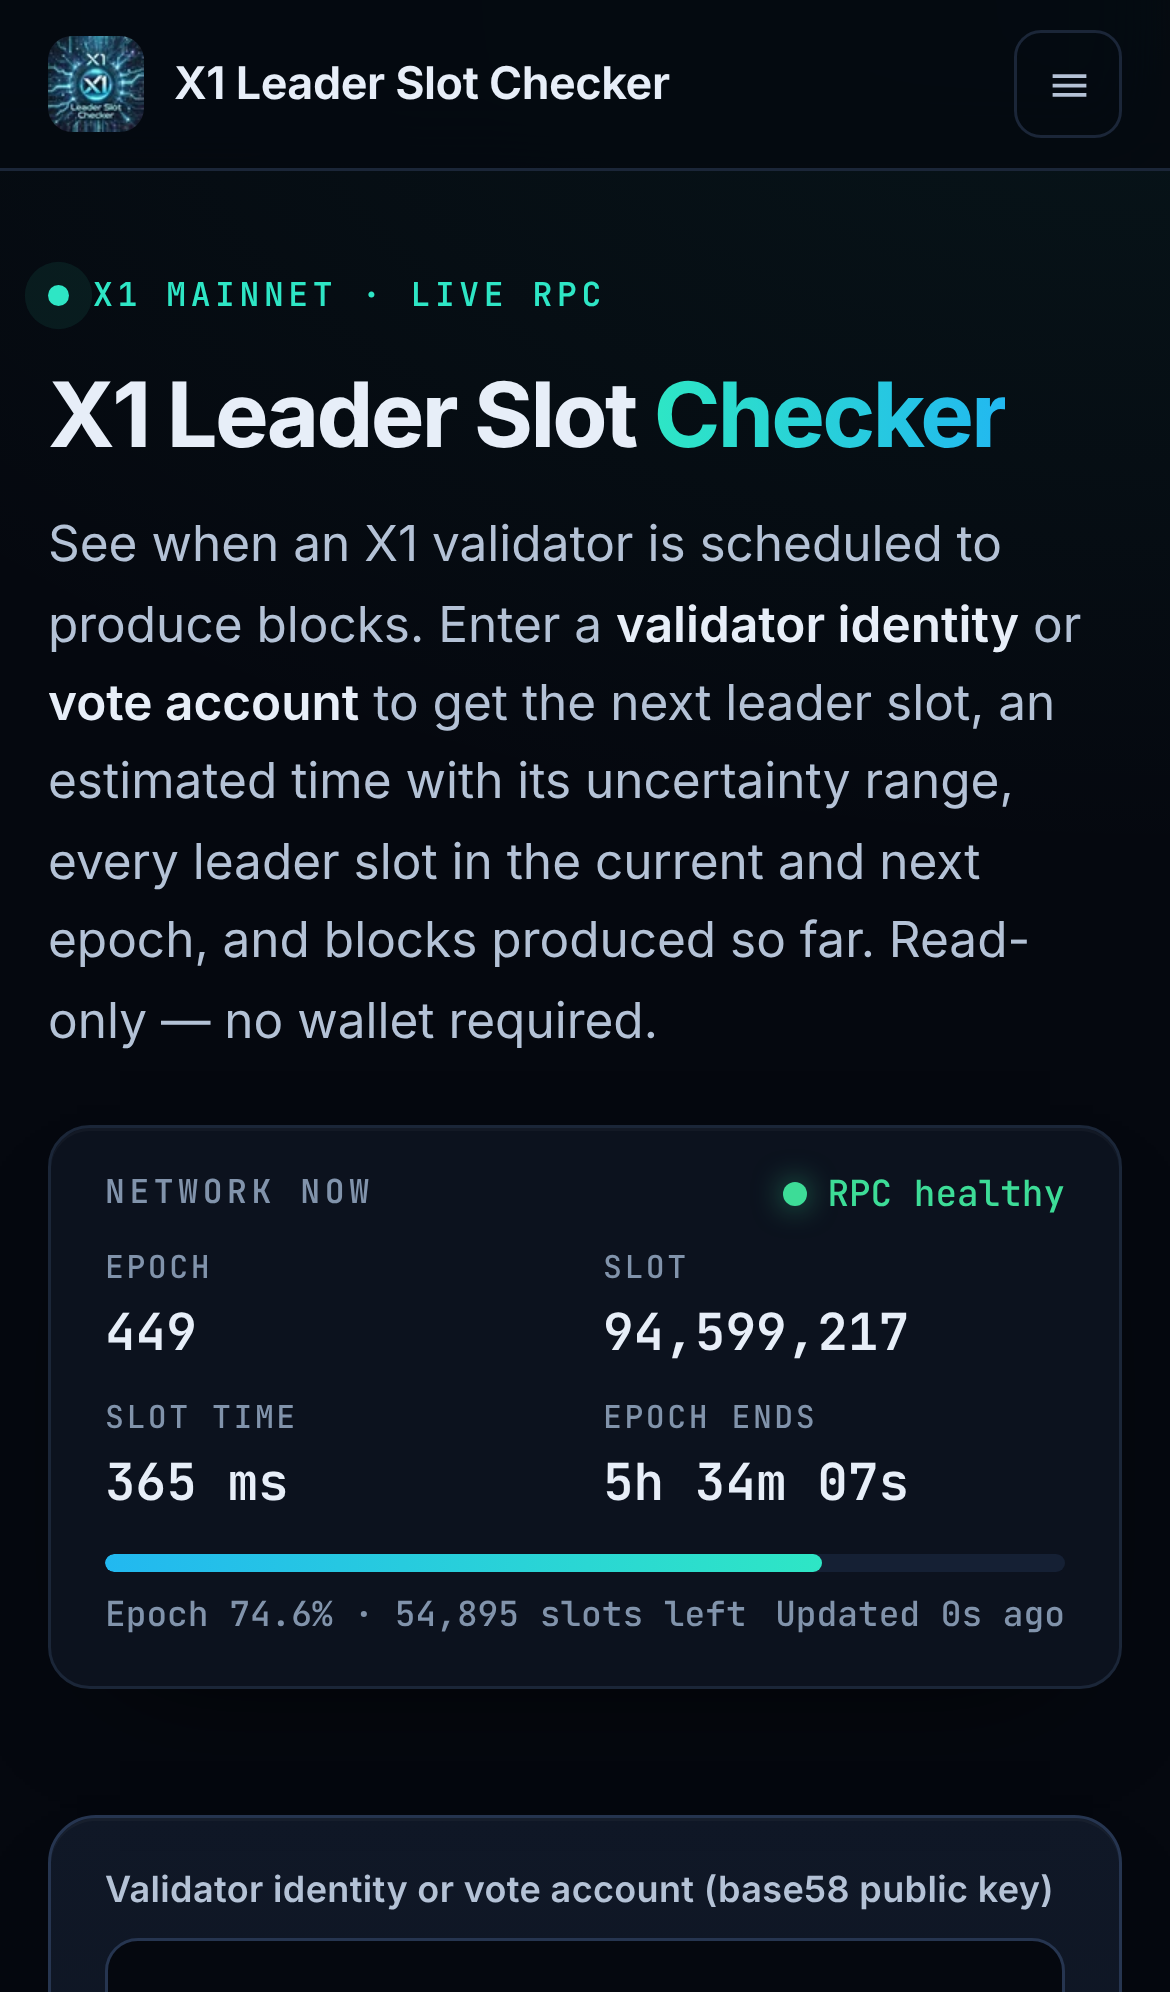 X1
X1
Leader Slot
Checker
X1 Leader Slot Checker
X1 MAINNET · LIVE RPC
X1 Leader Slot Checker
See when an X1 validator is scheduled to
produce blocks. Enter a validator identity or
vote account to get the next leader slot, an
estimated time with its uncertainty range,
every leader slot in the current and next
epoch, and blocks produced so far. Read-
only — no wallet required.
NETWORK NOW
RPC healthy
EPOCH
SLOT
449
94,599,217
SLOT TIME
EPOCH ENDS
365 ms
5h 34m 07s
Epoch 74.6% · 54,895 slots left
Updated 0s ago
Validator identity or vote account (base58 public key)